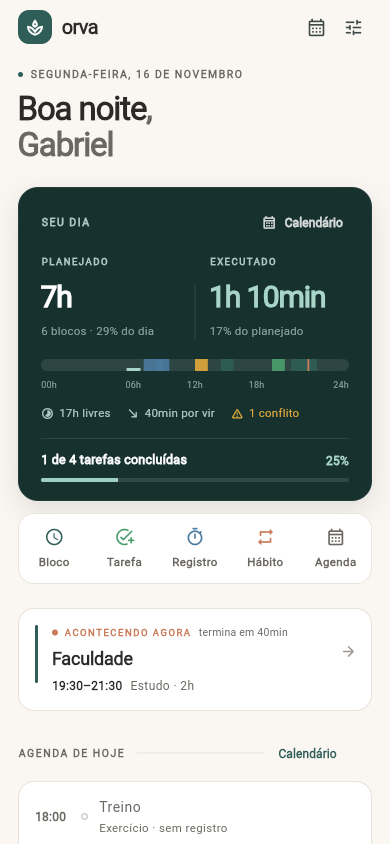 orva
SEGUNDA-FEIRA, 16 DE NOVEMBRO
Boa noite,
Gabriel
SEU DIA
Calendário
PLANEJADO
EXECUTADO
7h
1h 10min
6 blocos · 29% do dia
17% do planejado
00h 06h 12h 18h 24h
17h livres 40min por vir 1 conflito
1 de 4 tarefas concluídas 25%
Bloco Tarefa Registro Hábito Agenda
ACONTECENDO AGORA termina em 40min
Faculdade
19:30–21:30 Estudo · 2h
AGENDA DE HOJE Calendário
18:00 Treino
Exercício · sem registro